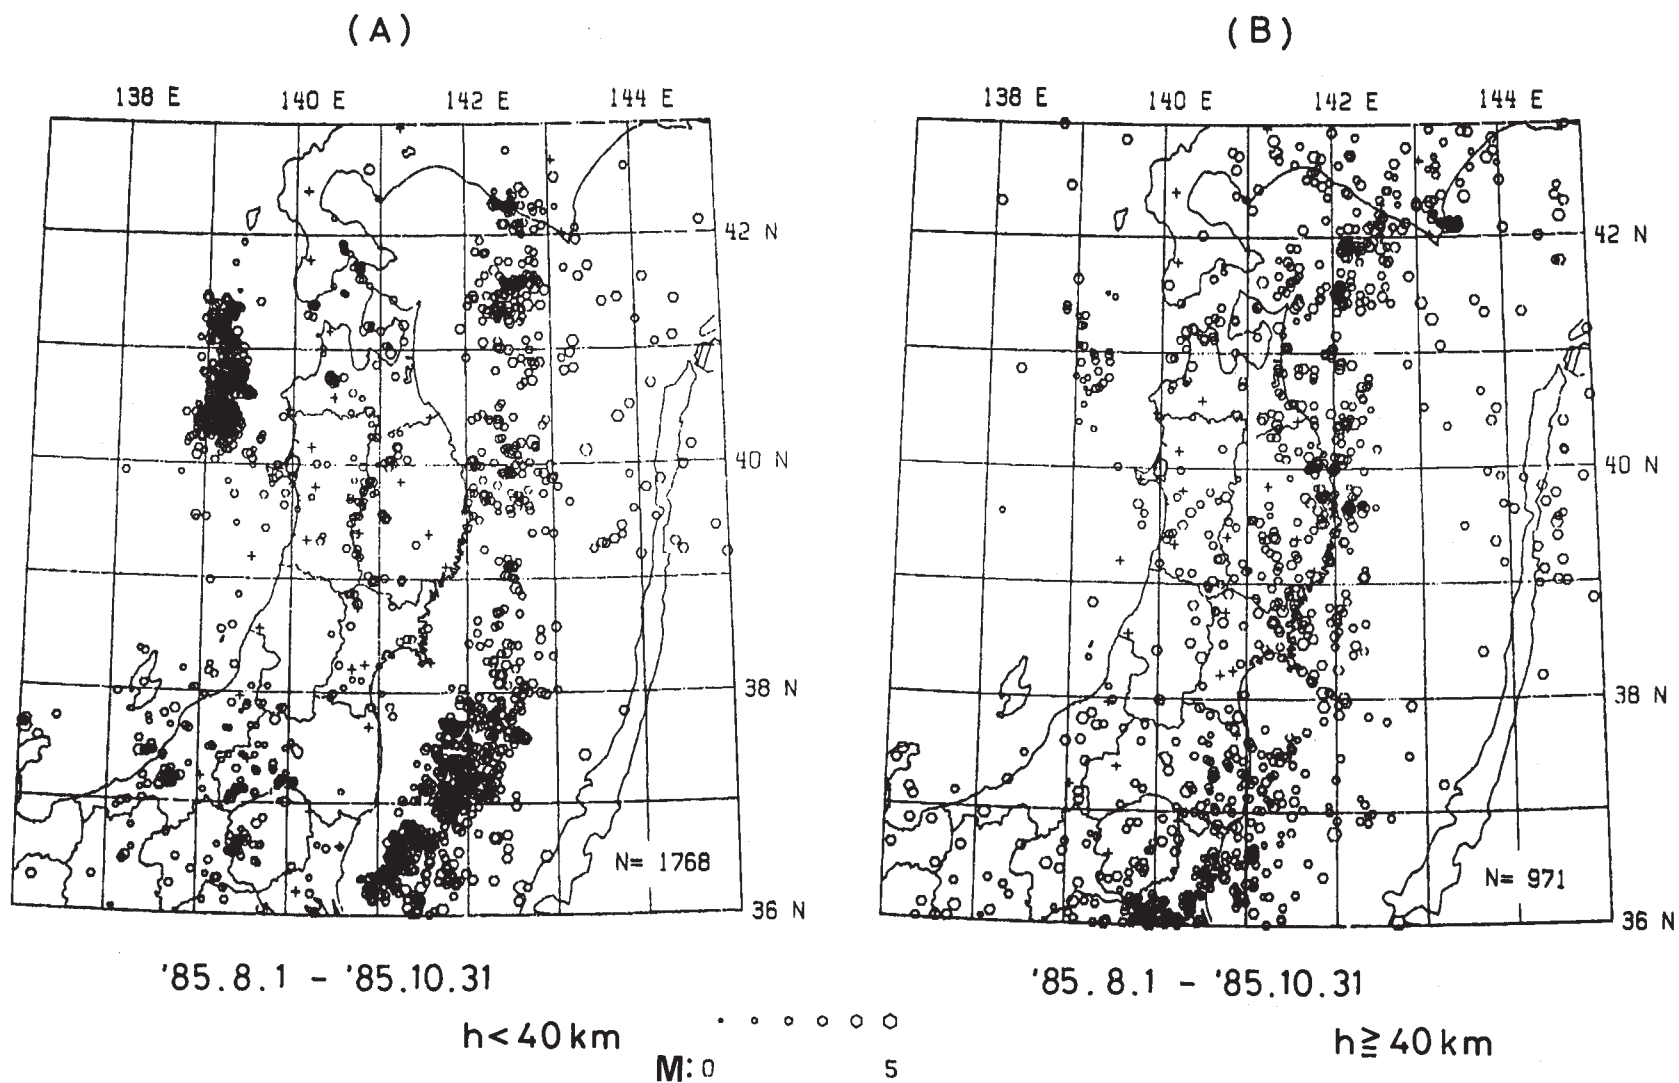 (A)
138 E 140 E 142 E 144 E
42 N
40 N
38 N
N= 1768
36 N
'85.8.1 - '85.10.31
h<40km
(B)
138 E 140 E 142 E 144 E
42 N
40 N
38 N
N= 971
36 N
'85.8.1 - '85.10.31
h≧40km
M: 0 5